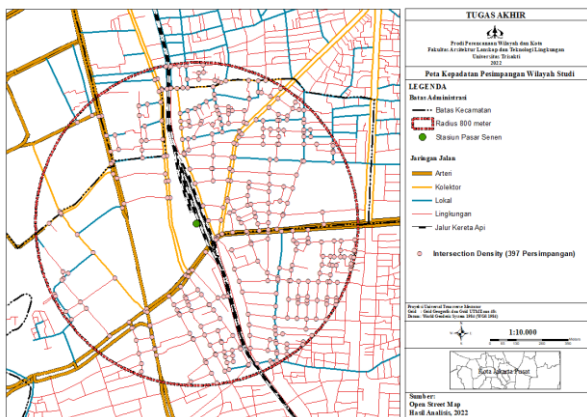 TUGAS AKHIR
Prodi Perencanaan Wilayah dan Kota
Fakultas Arsitektur Lanskap dan Teknologi Lingkungan
Universitas Trisakti
2022
Peta Kepadatan Pesimpangan Wilayah Studi
LEGENDA
Batas Administrasi
Batas Kecamatan
Radius 800 meter
Stasiun Pasar Senen
Jaringan Jalan
Arteri
Kolektor
Lokal
Lingkungan
Jalur Kereta Api
Intersection Density (397 Persimpangan)
1:10.000
Kota Jakarta Pusat
Sumber:
Open Street Map
Hasil Analisis, 2022